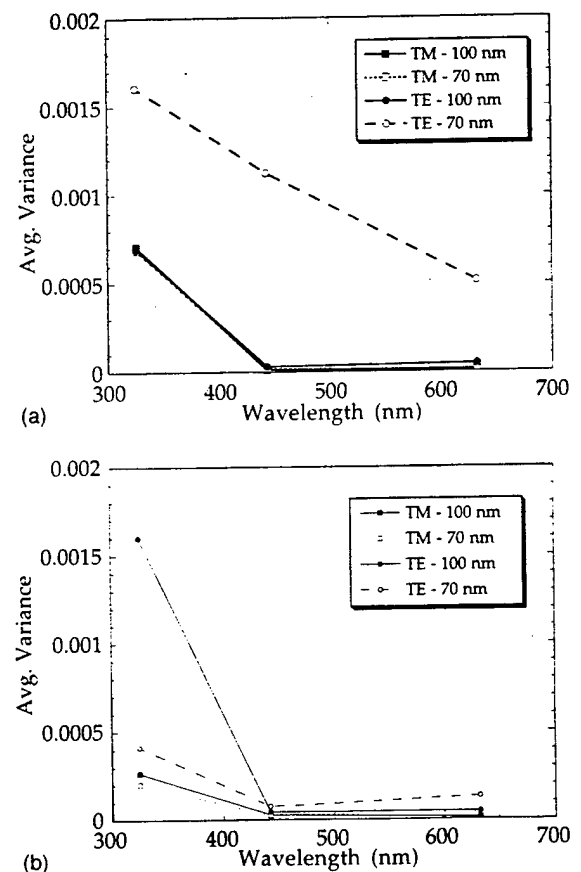 0.002
0.0015
0.001
0.0005
0
Avg. Variance
TM - 100 nm
TM - 70 nm
TE - 100 nm
TE - 70 nm
300
400
500
600
700
Wavelength (nm)
(a)
0.002
0.0015
0.001
0.0005
0
Avg. Variance
TM - 100 nm
TM - 70 nm
TE - 100 nm
TE - 70 nm
300
400
500
600
700
Wavelength (nm)
(b)